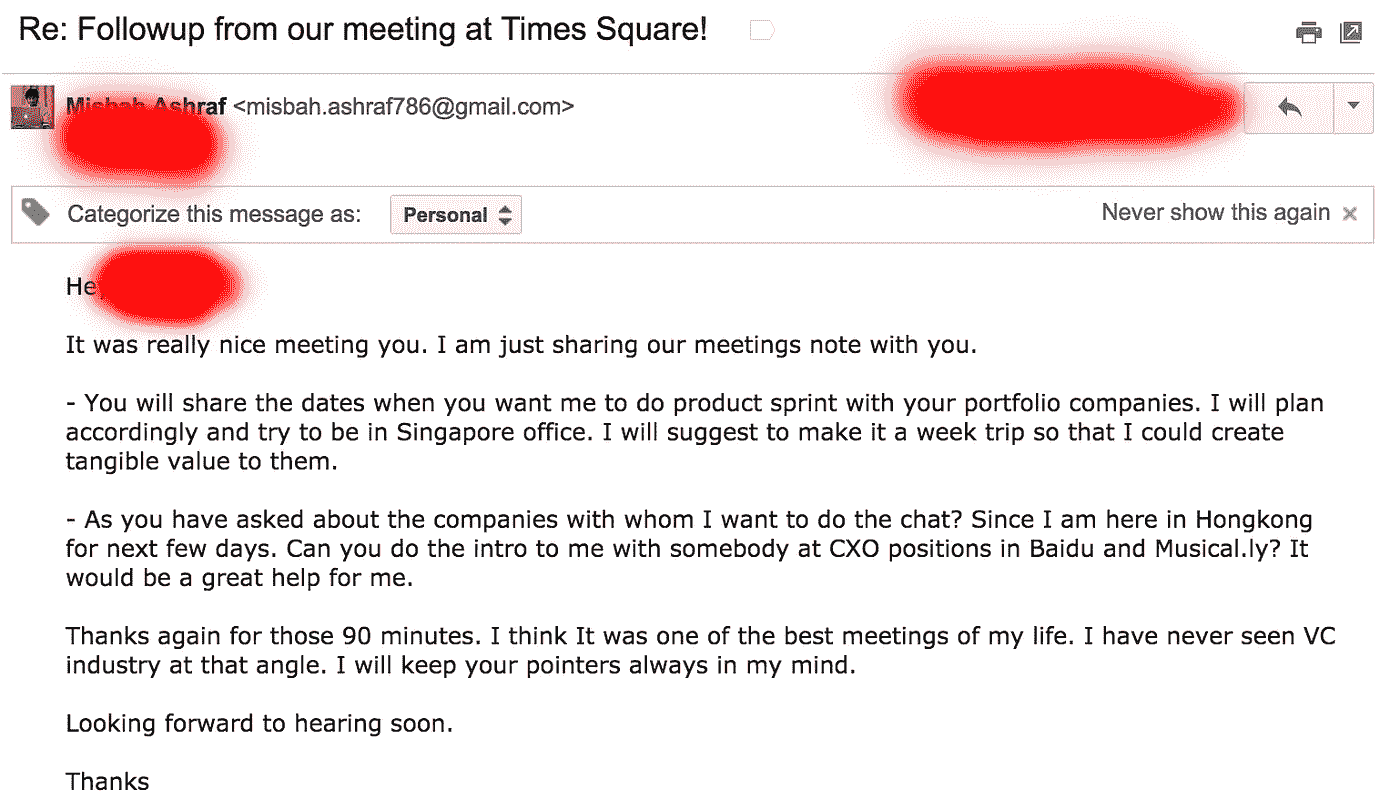 Re: Followup from our meeting at Times Square!
Misbah Ashraf <misbah.ashraf786@gmail.com>
Categorize this message as: Personal Never show this again
He
It was really nice meeting you. I am just sharing our meetings note with you.
- You will share the dates when you want me to do product sprint with your portfolio companies. I will plan
accordingly and try to be in Singapore office. I will suggest to make it a week trip so that I could create
tangible value to them.
- As you have asked about the companies with whom I want to do the chat? Since I am here in Hongkong
for next few days. Can you do the intro to me with somebody at CXO positions in Baidu and Musical.ly? It
would be a great help for me.
Thanks again for those 90 minutes. I think It was one of the best meetings of my life. I have never seen VC
industry at that angle. I will keep your pointers always in my mind.
Looking forward to hearing soon.
Thanks